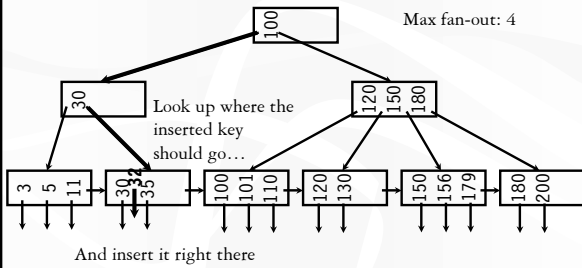 Max fan-out: 4
100
30
120 150 180
Look up where the
inserted key
should go…
3 5 11
30 32 35
100 101 110
120 130
150 156 179
180 200
And insert it right there